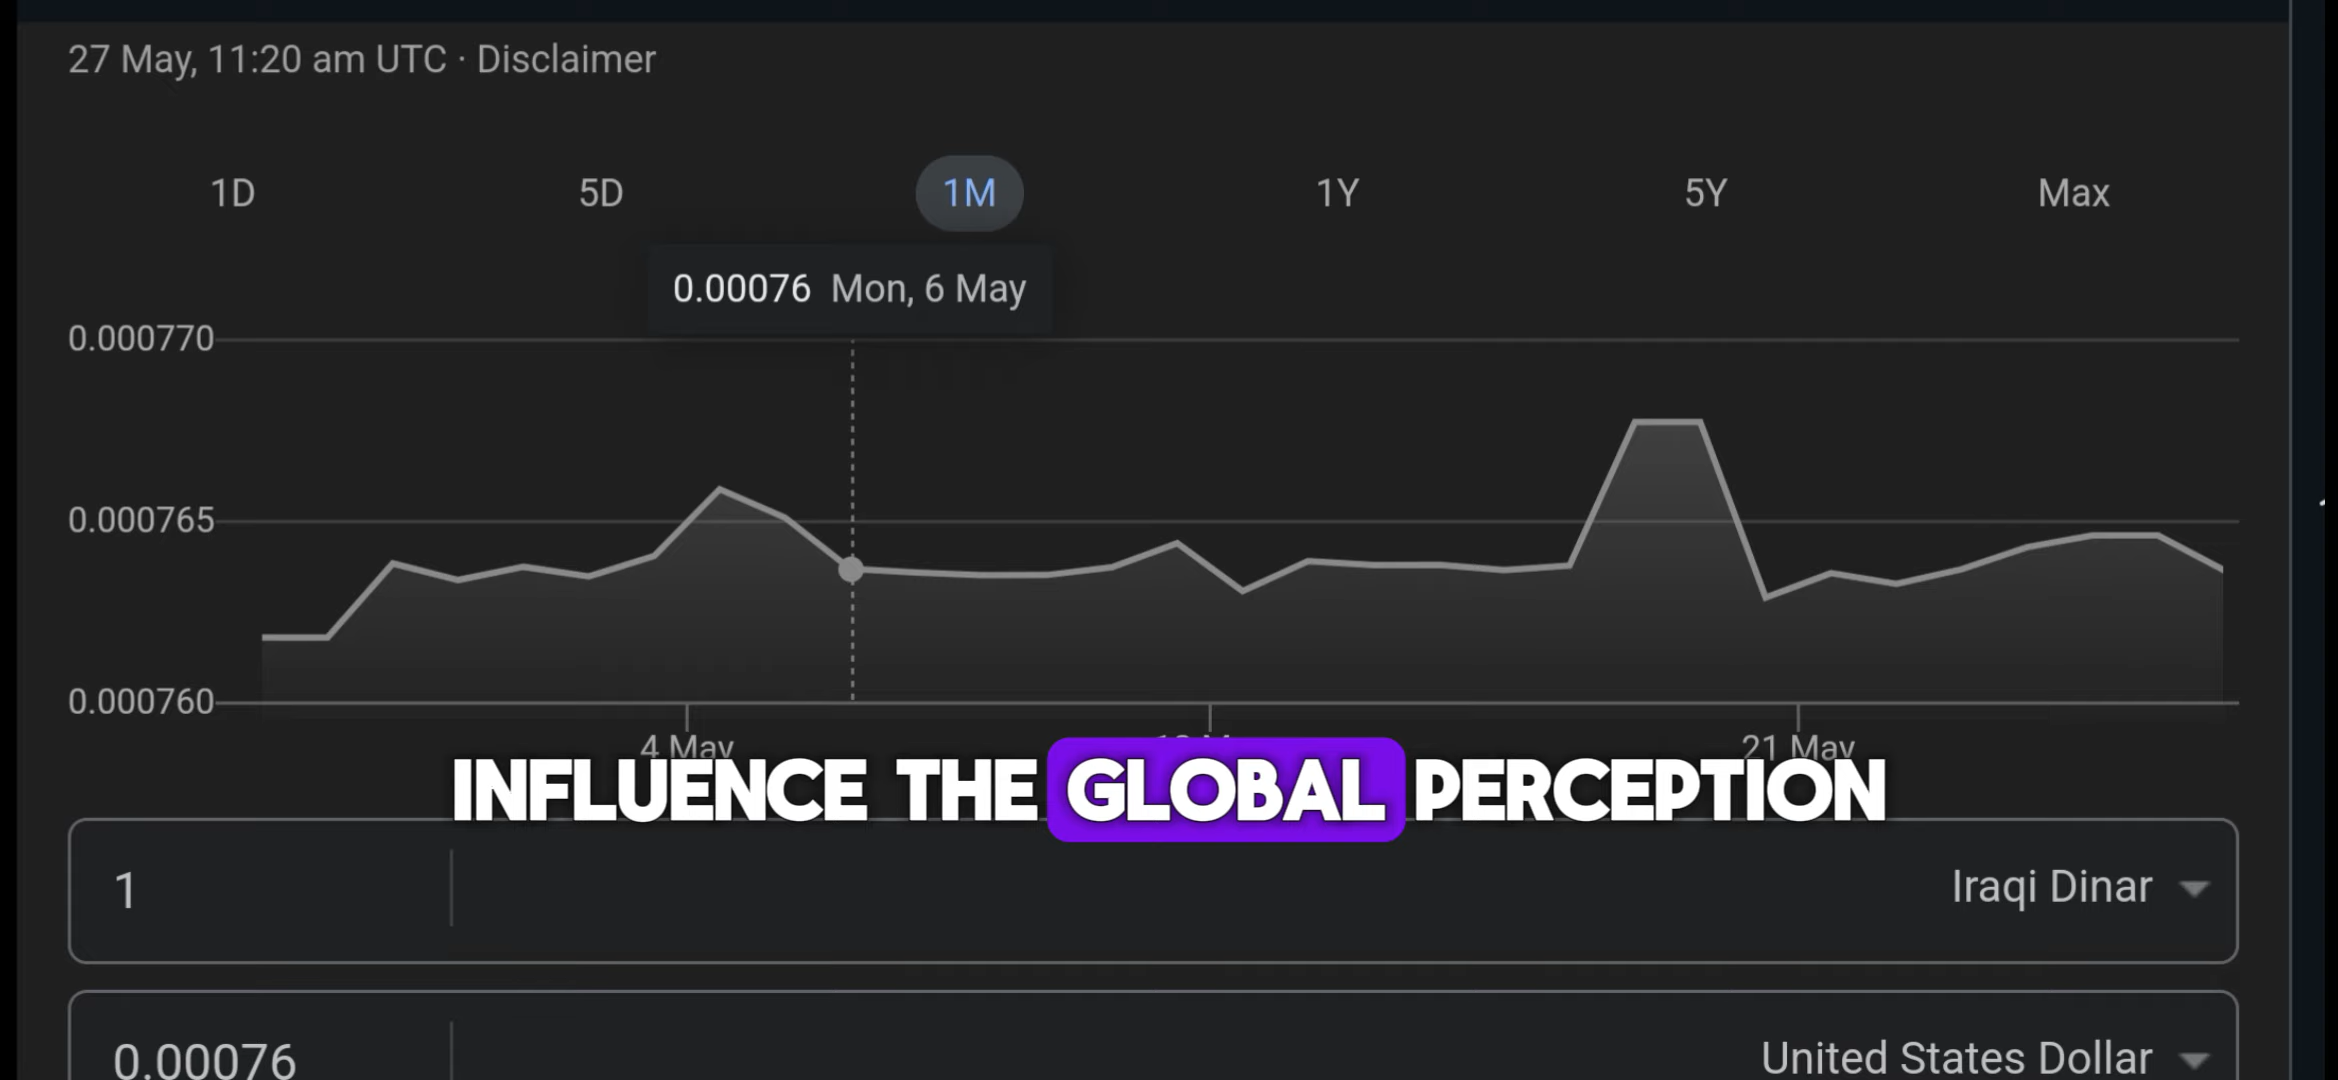 27 May, 11:20 am UTC · Disclaimer
1D 5D 1M 1Y 5Y Max
0.00076 Mon, 6 May
0.000770
0.000765
0.000760
4 May 21 May
INFLUENCE THE GLOBAL PERCEPTION
1 Iraqi Dinar
0.00076 United States Dollar